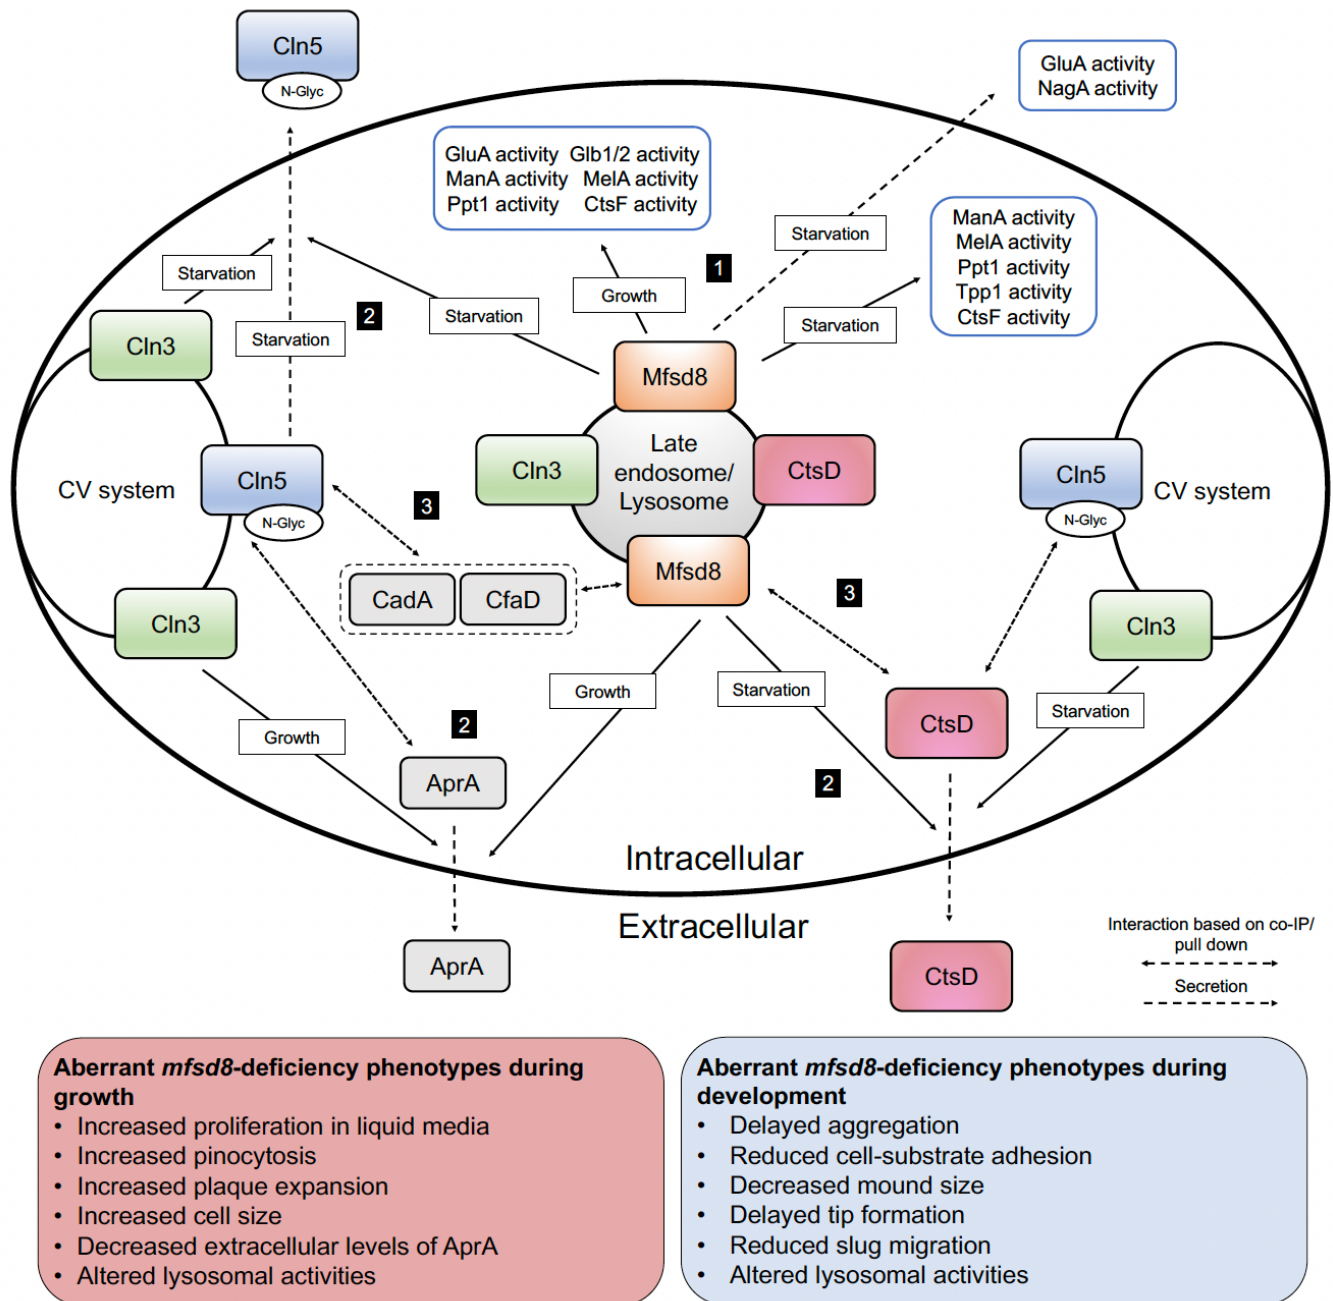 Cln5
N-Glyc
GluA activity
NagA activity
GluA activity Glb1/2 activity
ManA activity MelA activity
Ppt1 activity CtsF activity
Starvation
ManA activity
MelA activity
Ppt1 activity
Tpp1 activity
CtsF activity
Starvation
Growth
1
Starvation
2
Starvation
Starvation
Cln3
Mfsd8
Late
endosome/
Lysosome
Cln3
CtsD
CV system
Cln5
N-Glyc
3
Cln5
N-Glyc
CV system
CadA
CfaD
Mfsd8
3
Cln3
Cln3
Growth
Starvation
Starvation
CtsD
Growth
2
AprA
2
Intracellular
Extracellular
AprA
CtsD
Interaction based on co-IP/
pull down
Secretion
Aberrant mfsd8-deficiency phenotypes during
growth
• Increased proliferation in liquid media
• Increased pinocytosis
• Increased plaque expansion
• Increased cell size
• Decreased extracellular levels of AprA
• Altered lysosomal activities
Aberrant mfsd8-deficiency phenotypes during
development
• Delayed aggregation
• Reduced cell-substrate adhesion
• Decreased mound size
• Delayed tip formation
• Reduced slug migration
• Altered lysosomal activities